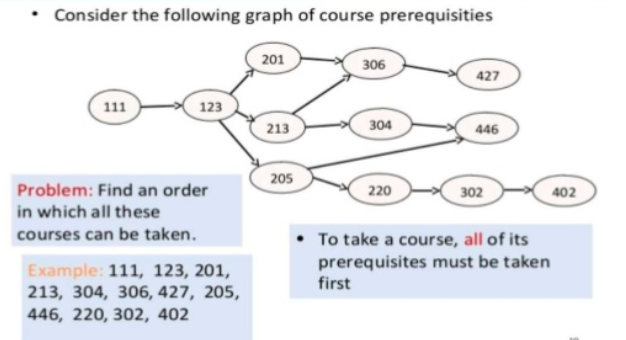 • Consider the following graph of course prerequisities
201
306
427
111
123
213
304
446
205
220
302
402
Problem: Find an order
in which all these
courses can be taken.
Example: 111, 123, 201,
213, 304, 306, 427, 205,
446, 220, 302, 402
• To take a course, all of its
prerequisites must be taken
first